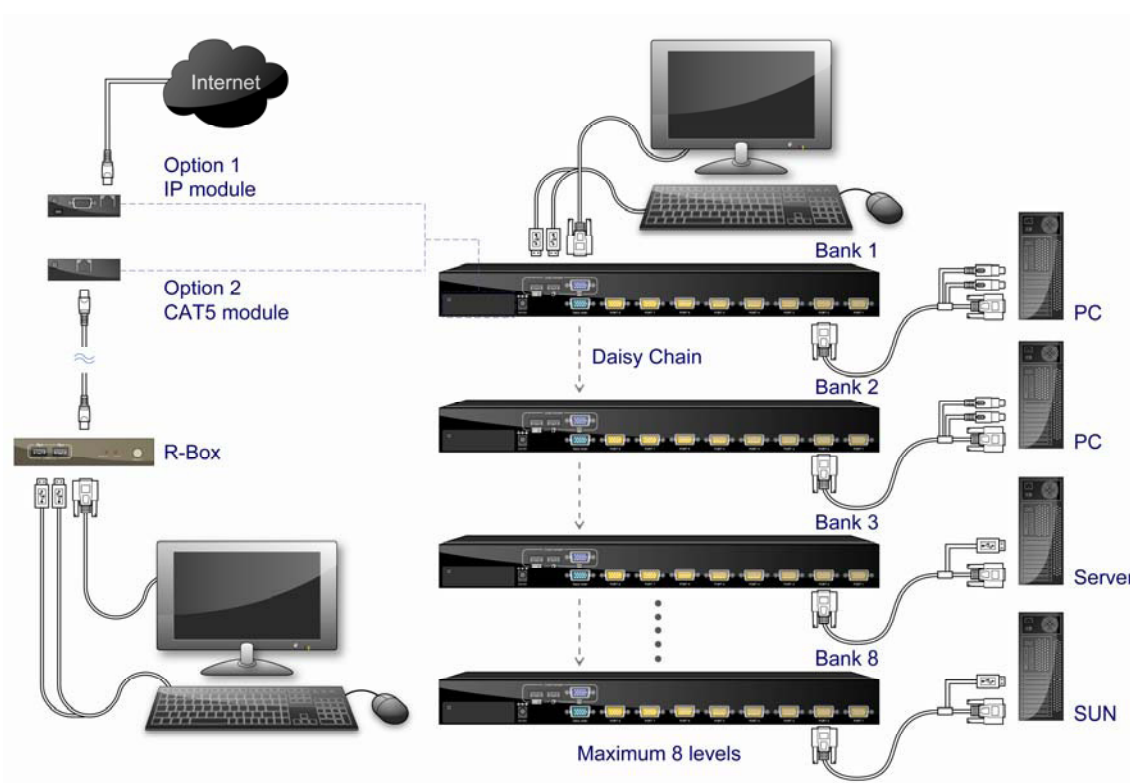 Internet
Option 1
IP module
Option 2
CAT5 module
R-Box
Bank 1
PC
Daisy Chain
Bank 2
PC
Bank 3
Server
Bank 8
SUN
Maximum 8 levels